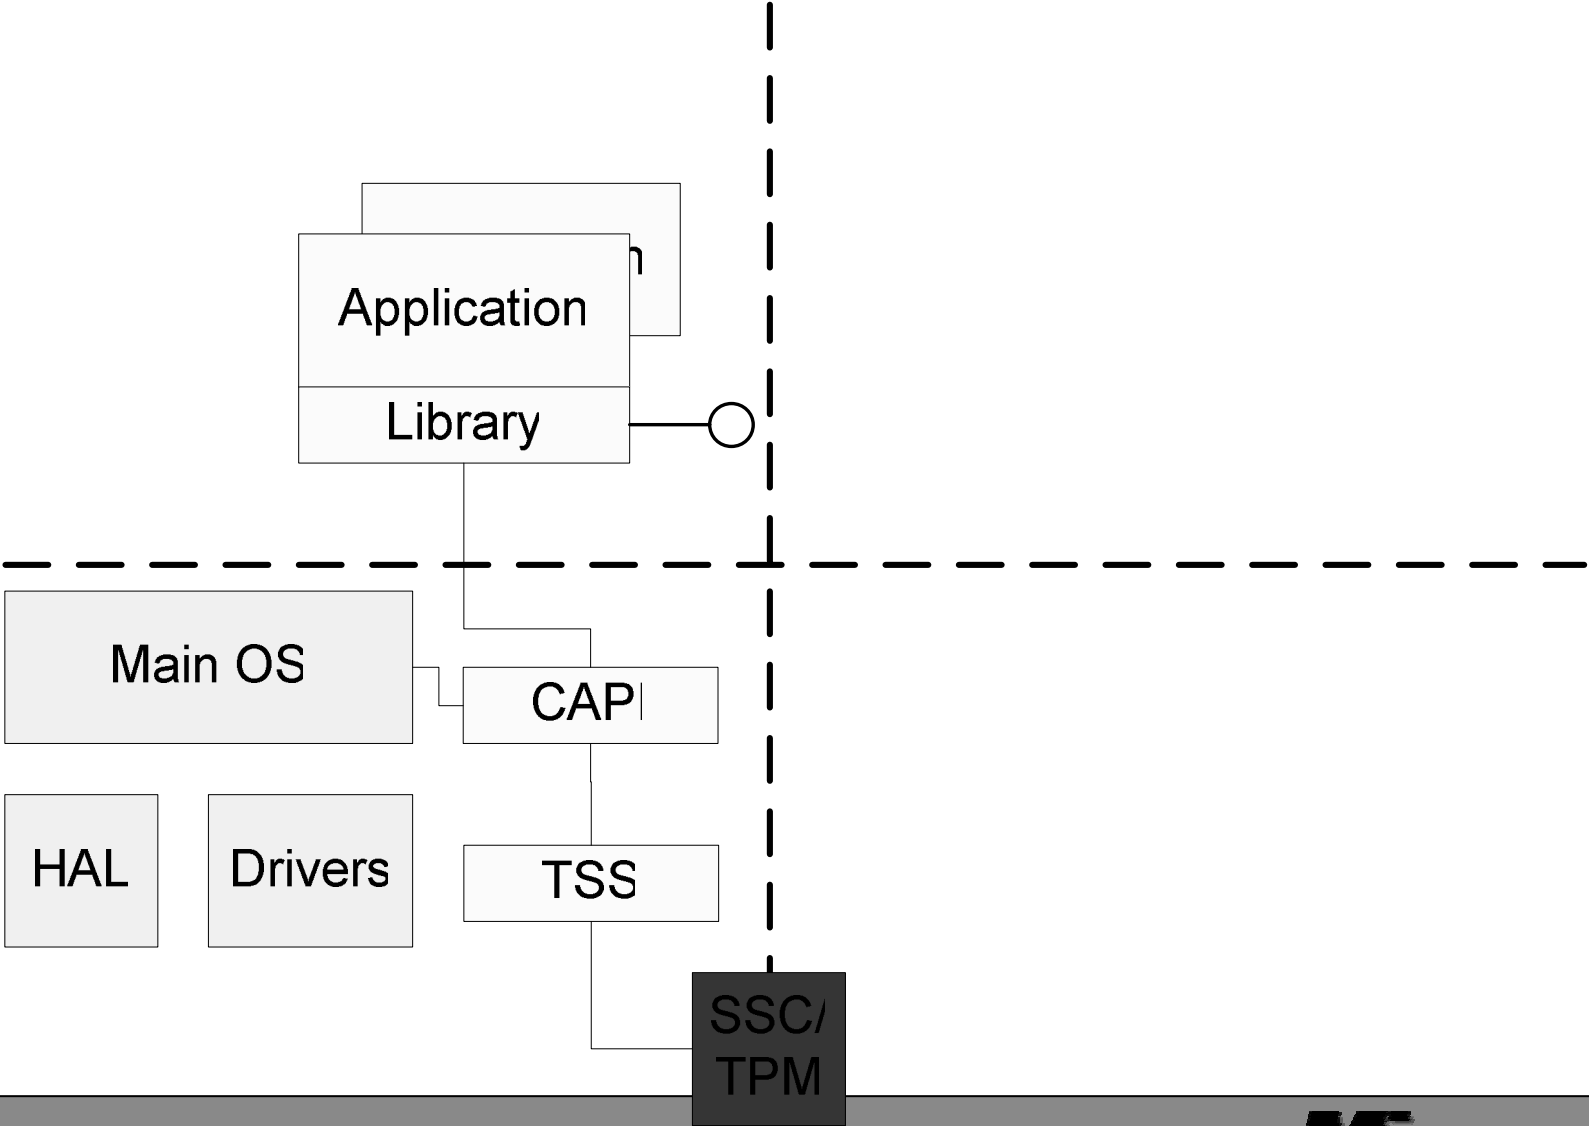 n
Application
Library
Main OS
CAPI
HAL
Drivers
TSS
SSC/
TPM